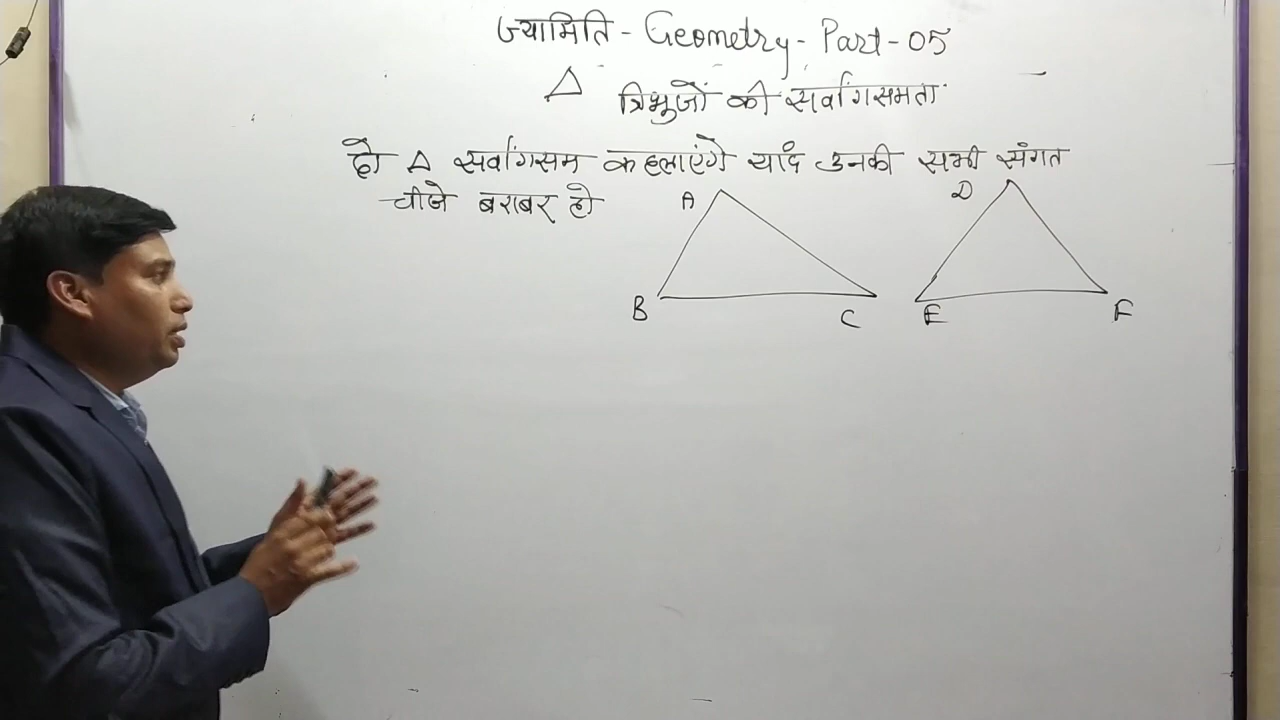 ज्यामिति - Geometry - Part - 05
△ त्रिभुजों की सर्वांगसमता
दो △ सर्वांगसम कहलाएंगे यदि उनकी सभी संगत
चीजे बराबर हो
A D
B C E F